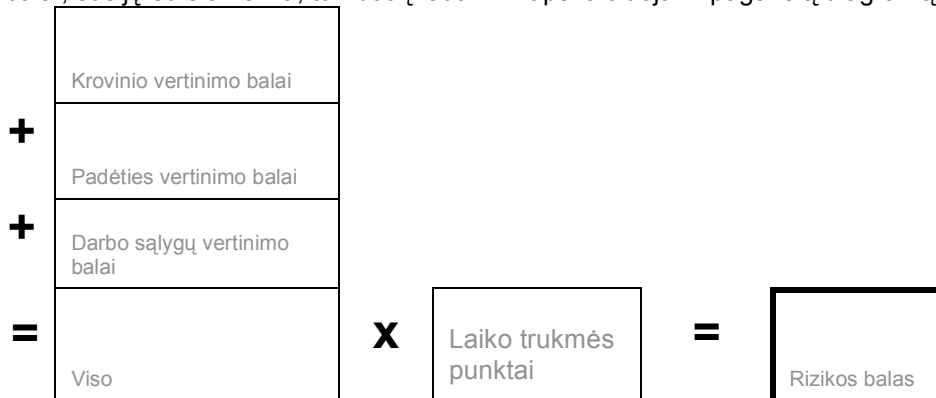 Krovinio vertinimo balai
+
Padėties vertinimo balai
+
Darbo sąlygų vertinimo
balai
=
Viso
x
Laiko trukmės
punktai
=
Rizikos balas